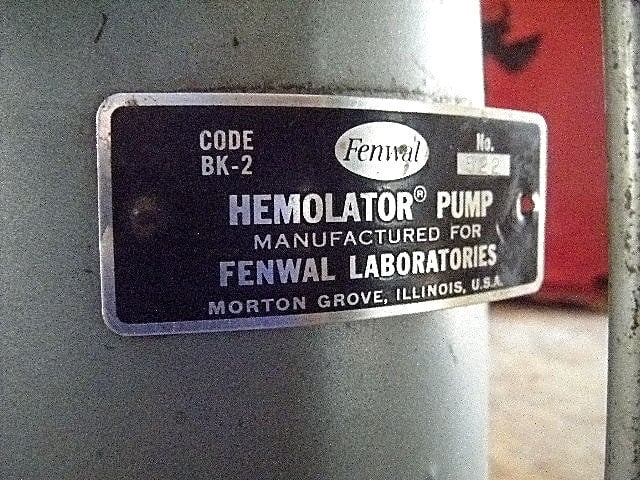 CODE
BK-2
Fenwal
No.
HEMOLATOR® PUMP
MANUFACTURED FOR
FENWAL LABORATORIES
MORTON GROVE, ILLINOIS, U.S.A.